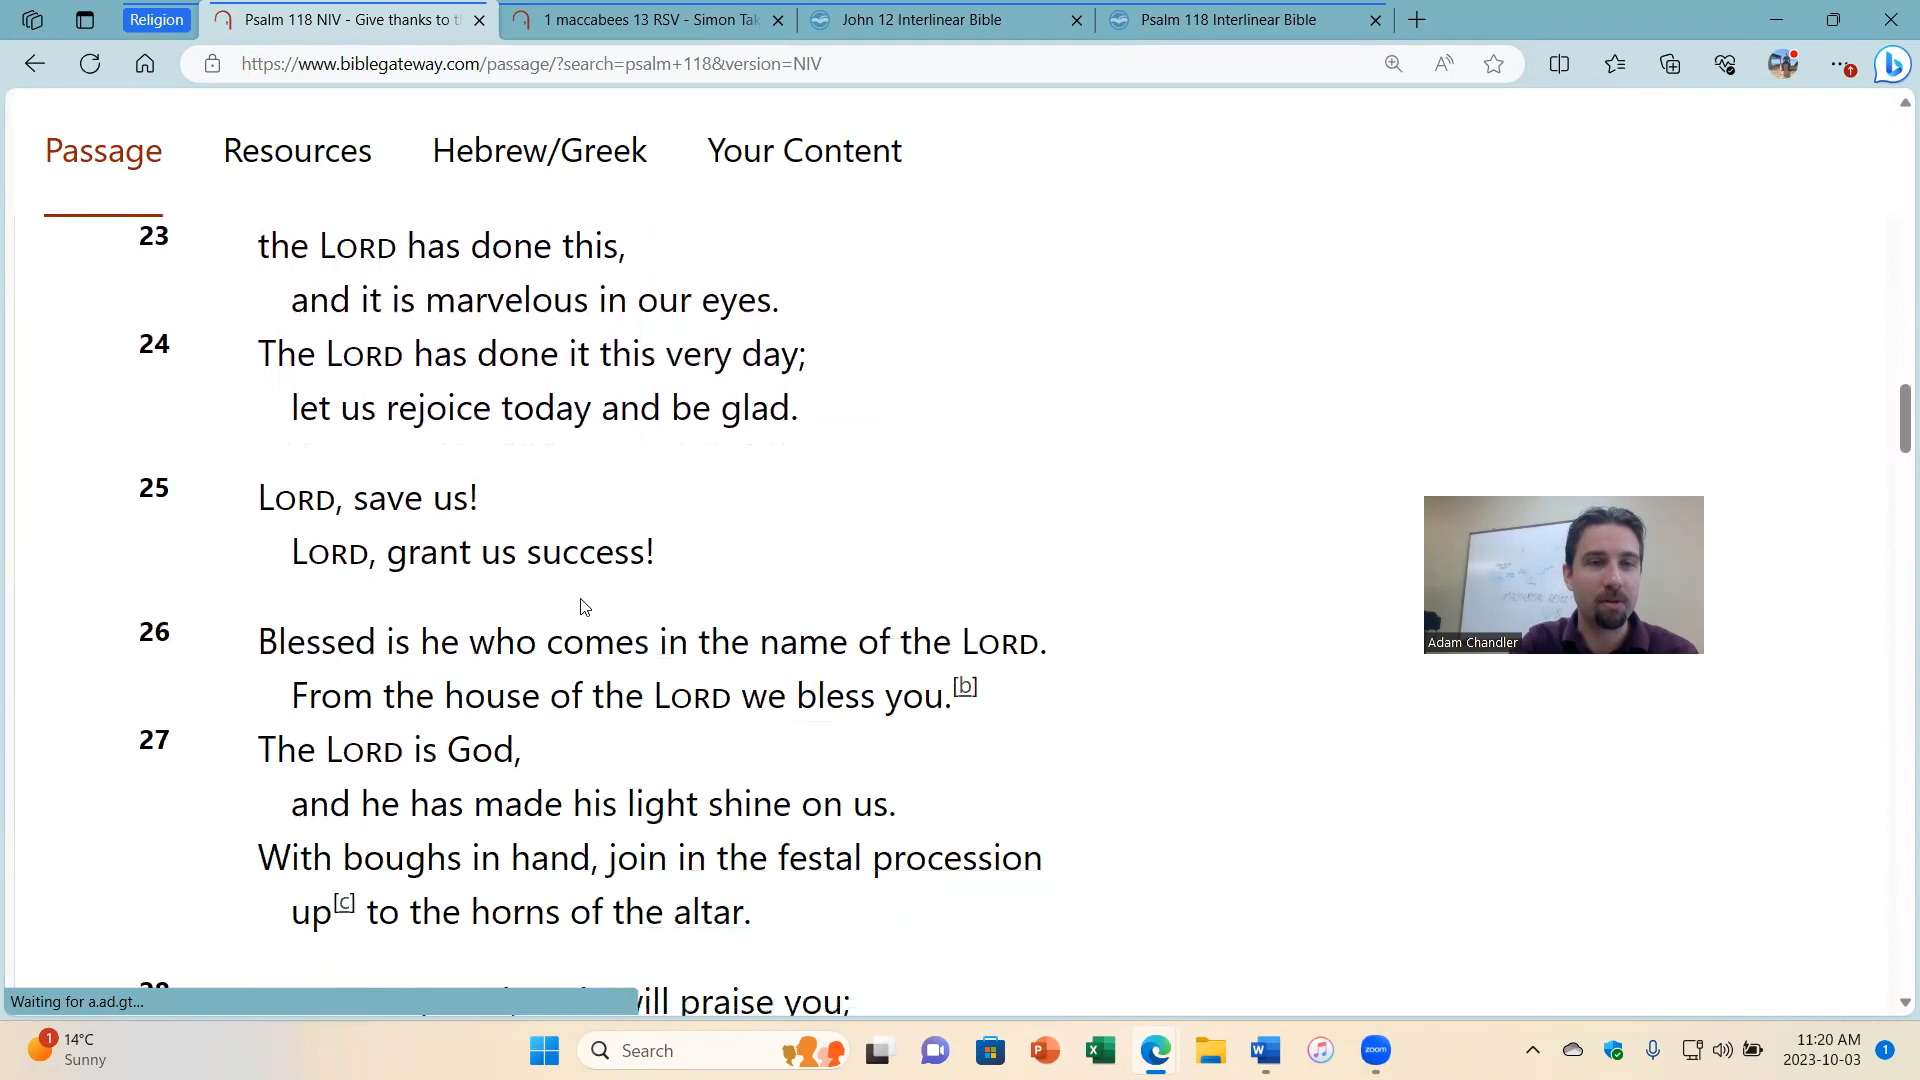 Religion
Psalm 118 NIV - Give thanks to t
1 maccabees 13 RSV - Simon Tak
John 12 Interlinear Bible
Psalm 118 Interlinear Bible
https://www.biblegateway.com/passage/?search=psalm+118&version=NIV
Passage Resources Hebrew/Greek Your Content
23 the LORD has done this,
and it is marvelous in our eyes.
24 The LORD has done it this very day;
let us rejoice today and be glad.
25 LORD, save us!
LORD, grant us success!
26 Blessed is he who comes in the name of the LORD.
From the house of the LORD we bless you.[b]
27 The LORD is God,
and he has made his light shine on us.
With boughs in hand, join in the festal procession
up[c] to the horns of the altar.
will praise you;
Adam Chandler
Waiting for a.ad.gt...
1
14°C
Sunny
Search
zoom
11:20 AM
2023-10-03
1